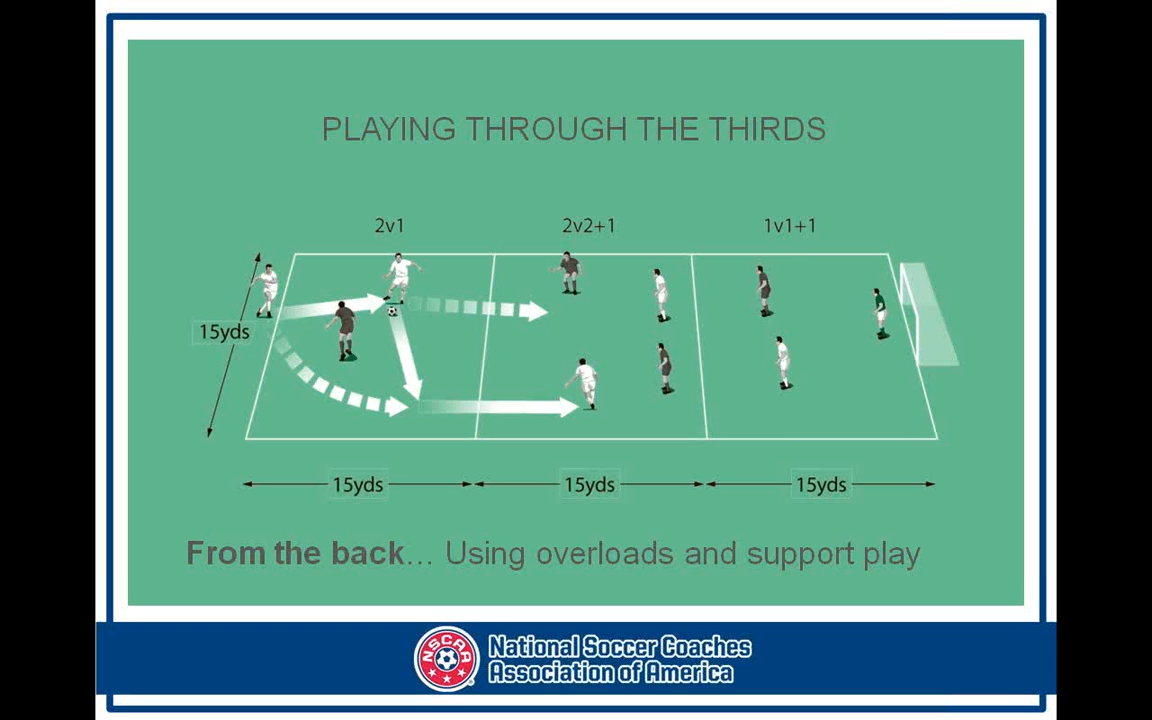 PLAYING THROUGH THE THIRDS
2v1
2v2+1
1v1+1
15yds
15yds
15yds
15yds
From the back... Using overloads and support play
NSCAA
National Soccer Coaches
Association of America